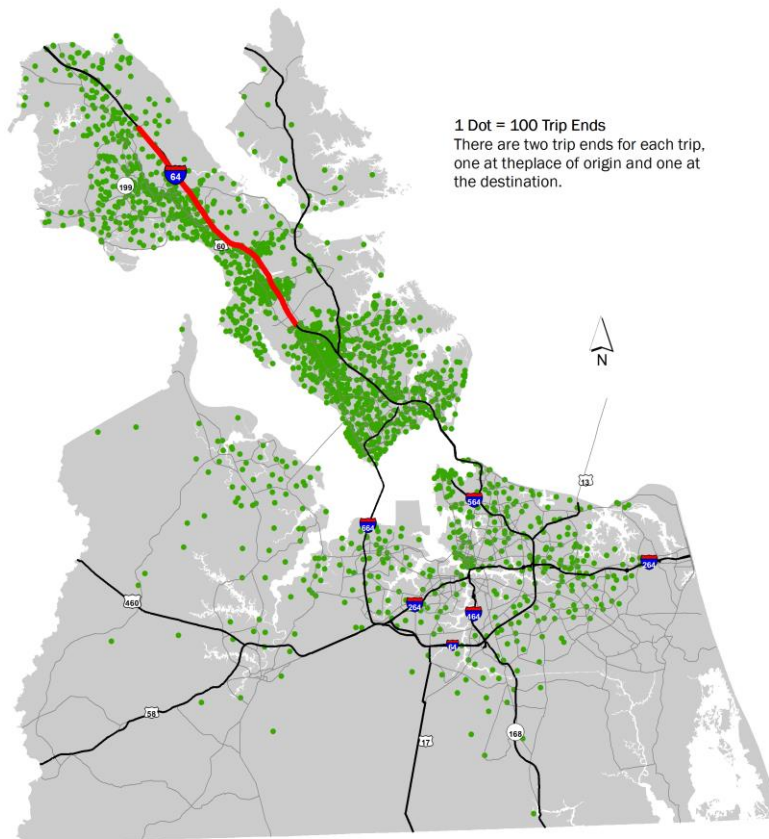 1 Dot = 100 Trip Ends
There are two trip ends for each trip,
one at theplace of origin and one at
the destination.
64
199
60
N
13
564
664
264
460
264
464
64
58
17
168